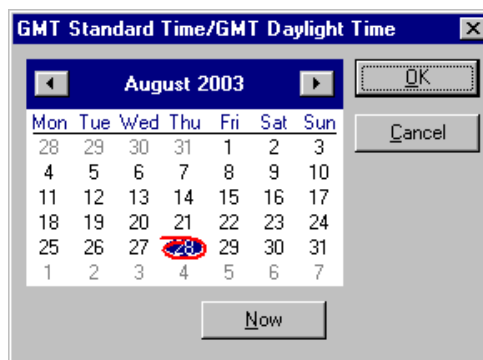 GMT Standard Time/GMT Daylight Time
August 2003
OK
Mon Tue Wed Thu Fri Sat Sun
Cancel
28 29 30 31 1 2 3
4 5 6 7 8 9 10
11 12 13 14 15 16 17
18 19 20 21 22 23 24
25 26 27 28 29 30 31
1 2 3 4 5 6 7
Now